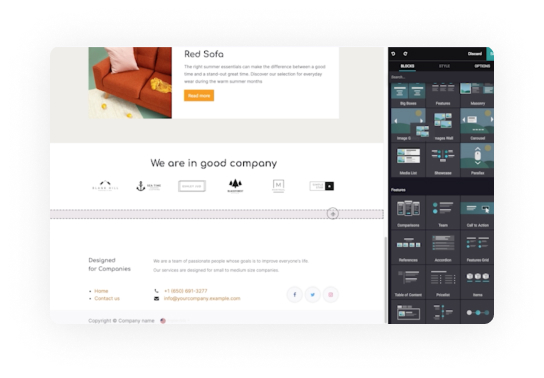 Red Sofa
The right summer essentials can make the difference between a good
time and a stand-out great time. Discover our selection for everyday
wear during the warm summer months.
Read more
We are in good company
Designed
for Companies
We are a team of passionate people whose goal is to improve everyone's life.
Our services are designed for small to medium size companies.
Home
Contact us
+1 (650) 691-3277
info@yourcompany.example.com
Copyright © Company name
Discard
BLOCKS
STYLE
OPTIONS
Search...
Big Boxes
Features
Masonry
Images Wall
Carousel
Media List
Showcase
Parallax
Features
Comparisons
Team
Call to Action
References
Accordion
Features Grid
Table of Content
Pricelist
Items